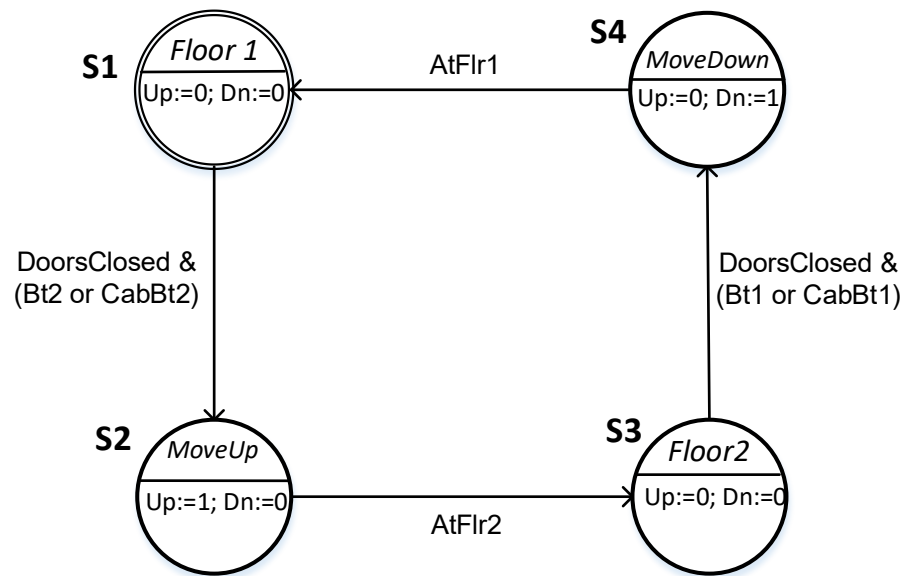 S1
Floor 1
Up:=0; Dn:=0
AtFlr1
S4
MoveDown
Up:=0; Dn:=1
DoorsClosed &
(Bt2 or CabBt2)
DoorsClosed &
(Bt1 or CabBt1)
S2
MoveUp
Up:=1; Dn:=0
AtFlr2
S3
Floor2
Up:=0; Dn:=0